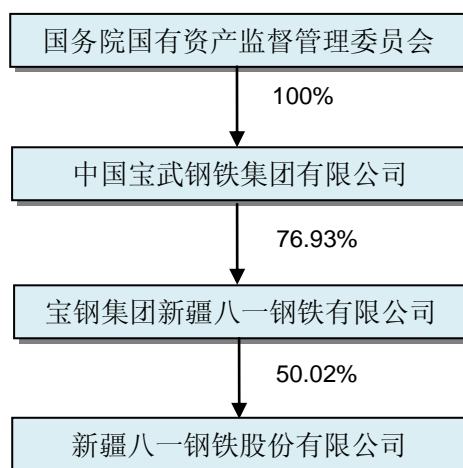 国务院国有资产监督管理委员会
100%
中国宝武钢铁集团有限公司
76.93%
宝钢集团新疆八一钢铁有限公司
50.02%
新疆八一钢铁股份有限公司